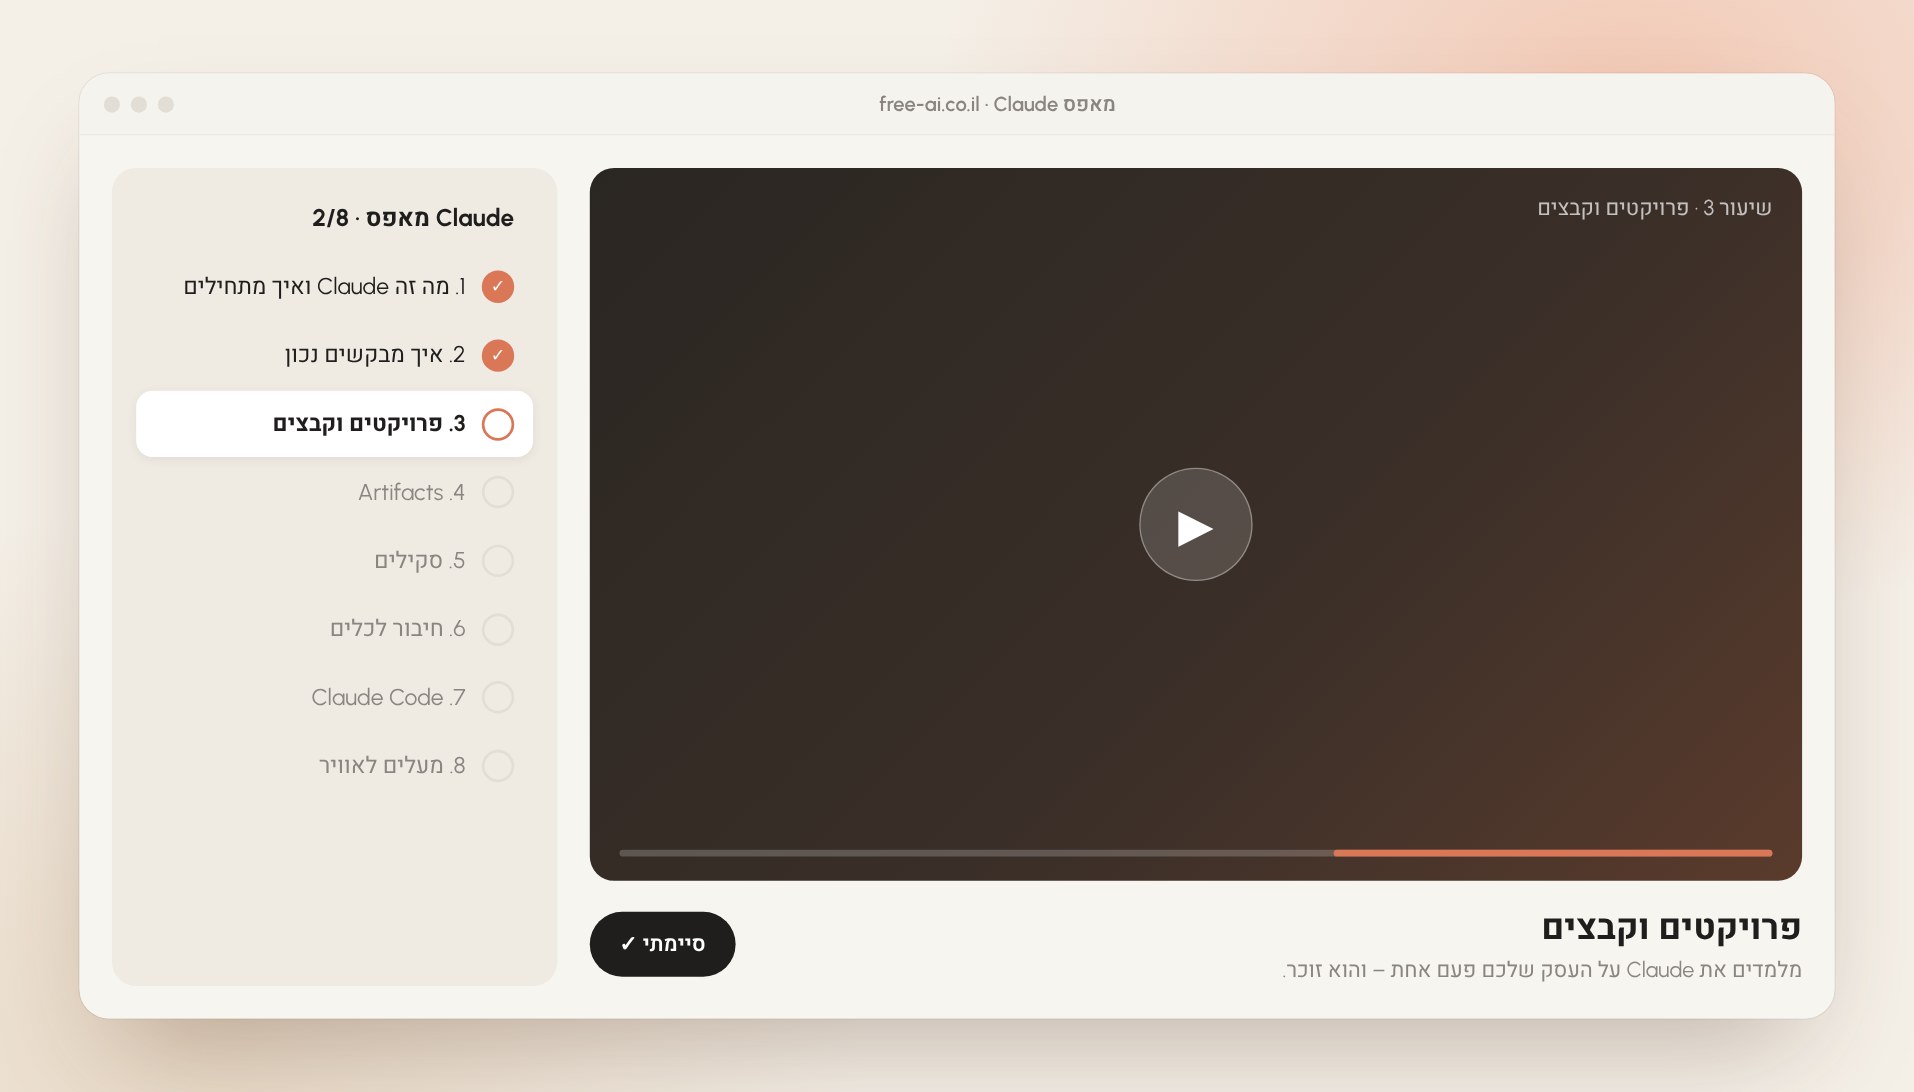 free-ai.co.il · Claude מאפס
שיעור 3 · פרויקטים וקבצים
פרויקטים וקבצים
מלמדים את Claude על העסק שלכם פעם אחת – והוא זוכר.
סיימתי ✓
Claude מאפס · 2/8
✓ 1. מה זה Claude ואיך מתחילים
✓ 2. איך מבקשים נכון
3. פרויקטים וקבצים
4. Artifacts
5. סקילים
6. חיבור לכלים
7. Claude Code
8. מעלים לאוויר